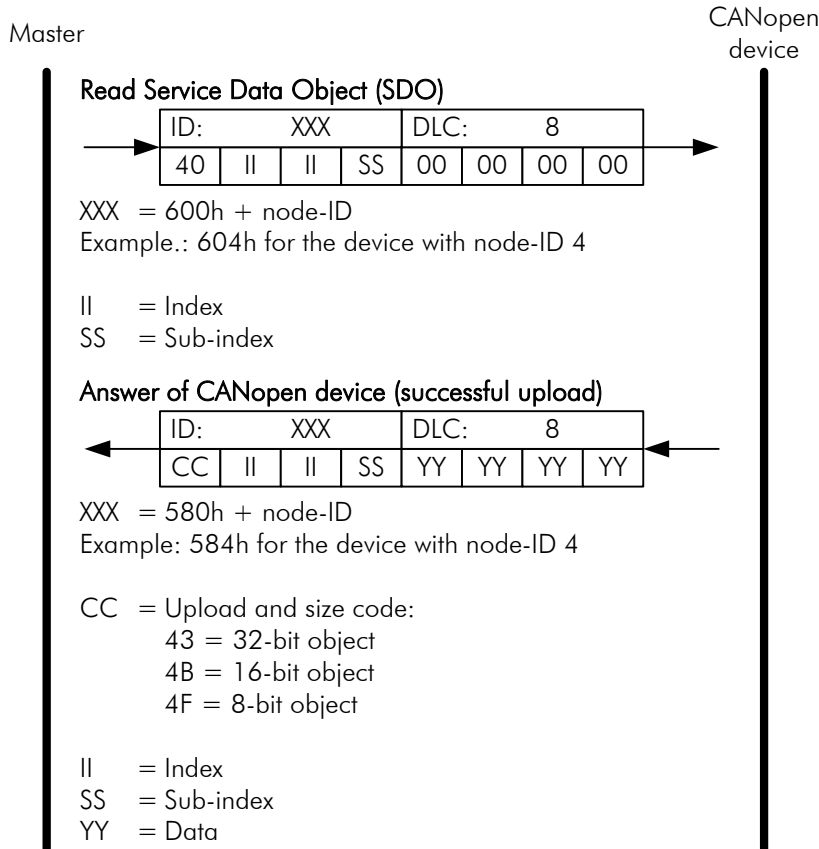 Master
CANopen
device
Read Service Data Object (SDO)
ID: XXX DLC: 8
40 II II SS 00 00 00 00
XXX = 600h + node-ID
Example.: 604h for the device with node-ID 4
II = Index
SS = Sub-index
Answer of CANopen device (successful upload)
ID: XXX DLC: 8
CC II II SS YY YY YY YY
XXX = 580h + node-ID
Example: 584h for the device with node-ID 4
CC = Upload and size code:
43 = 32-bit object
4B = 16-bit object
4F = 8-bit object
II = Index
SS = Sub-index
YY = Data